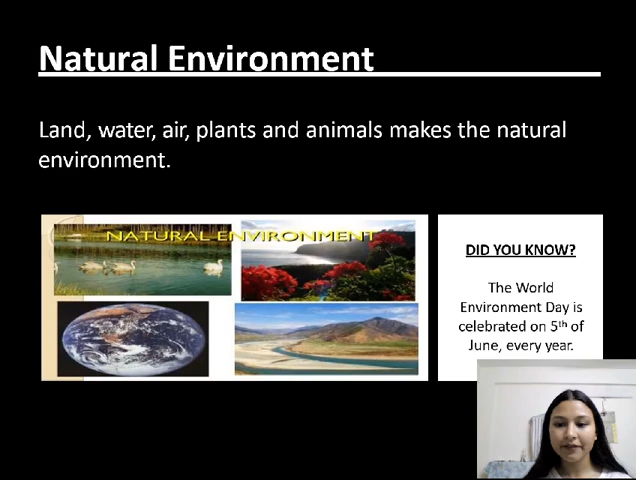 Natural Environment
Land, water, air, plants and animals makes the natural
environment.
NATURAL ENVIRONMENT
DID YOU KNOW?
The World
Environment Day is
celebrated on 5th of
June, every year.